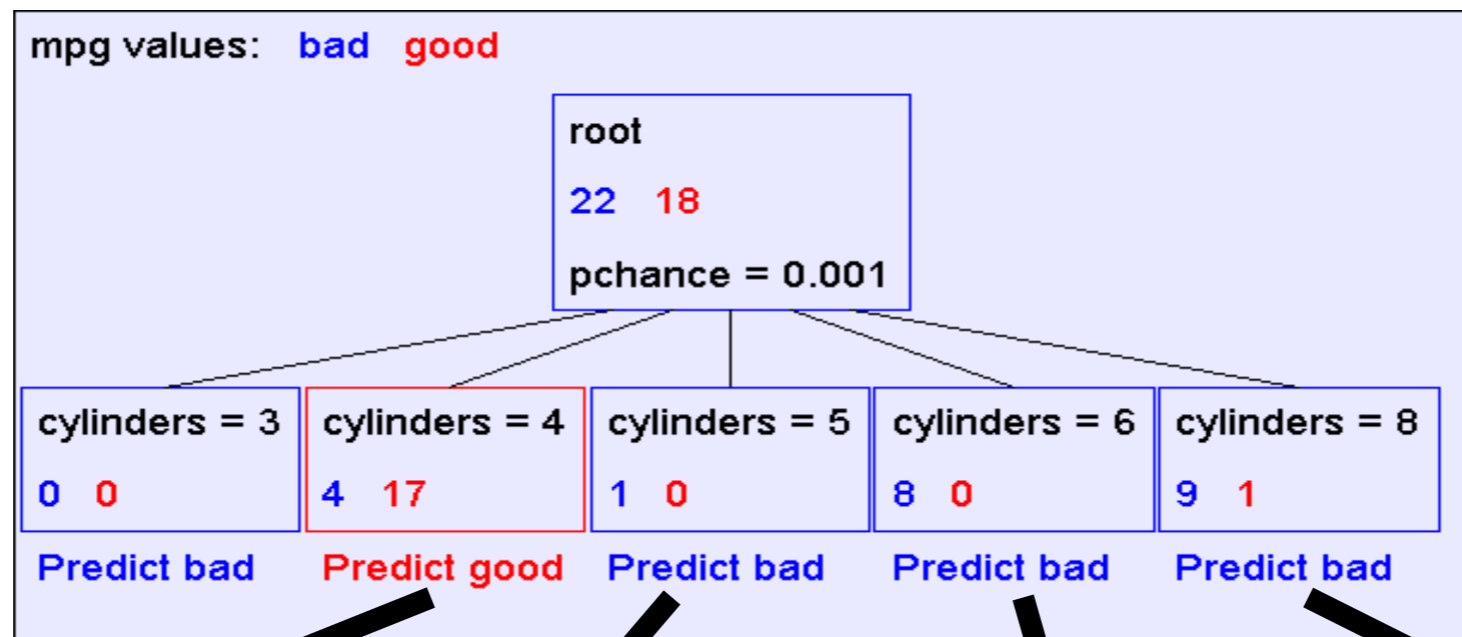 mpg values: bad good
root
22 18
pchance = 0.001
cylinders = 3
0 0
Predict bad
cylinders = 4
4 17
Predict good
cylinders = 5
1 0
Predict bad
cylinders = 6
8 0
Predict bad
cylinders = 8
9 1
Predict bad